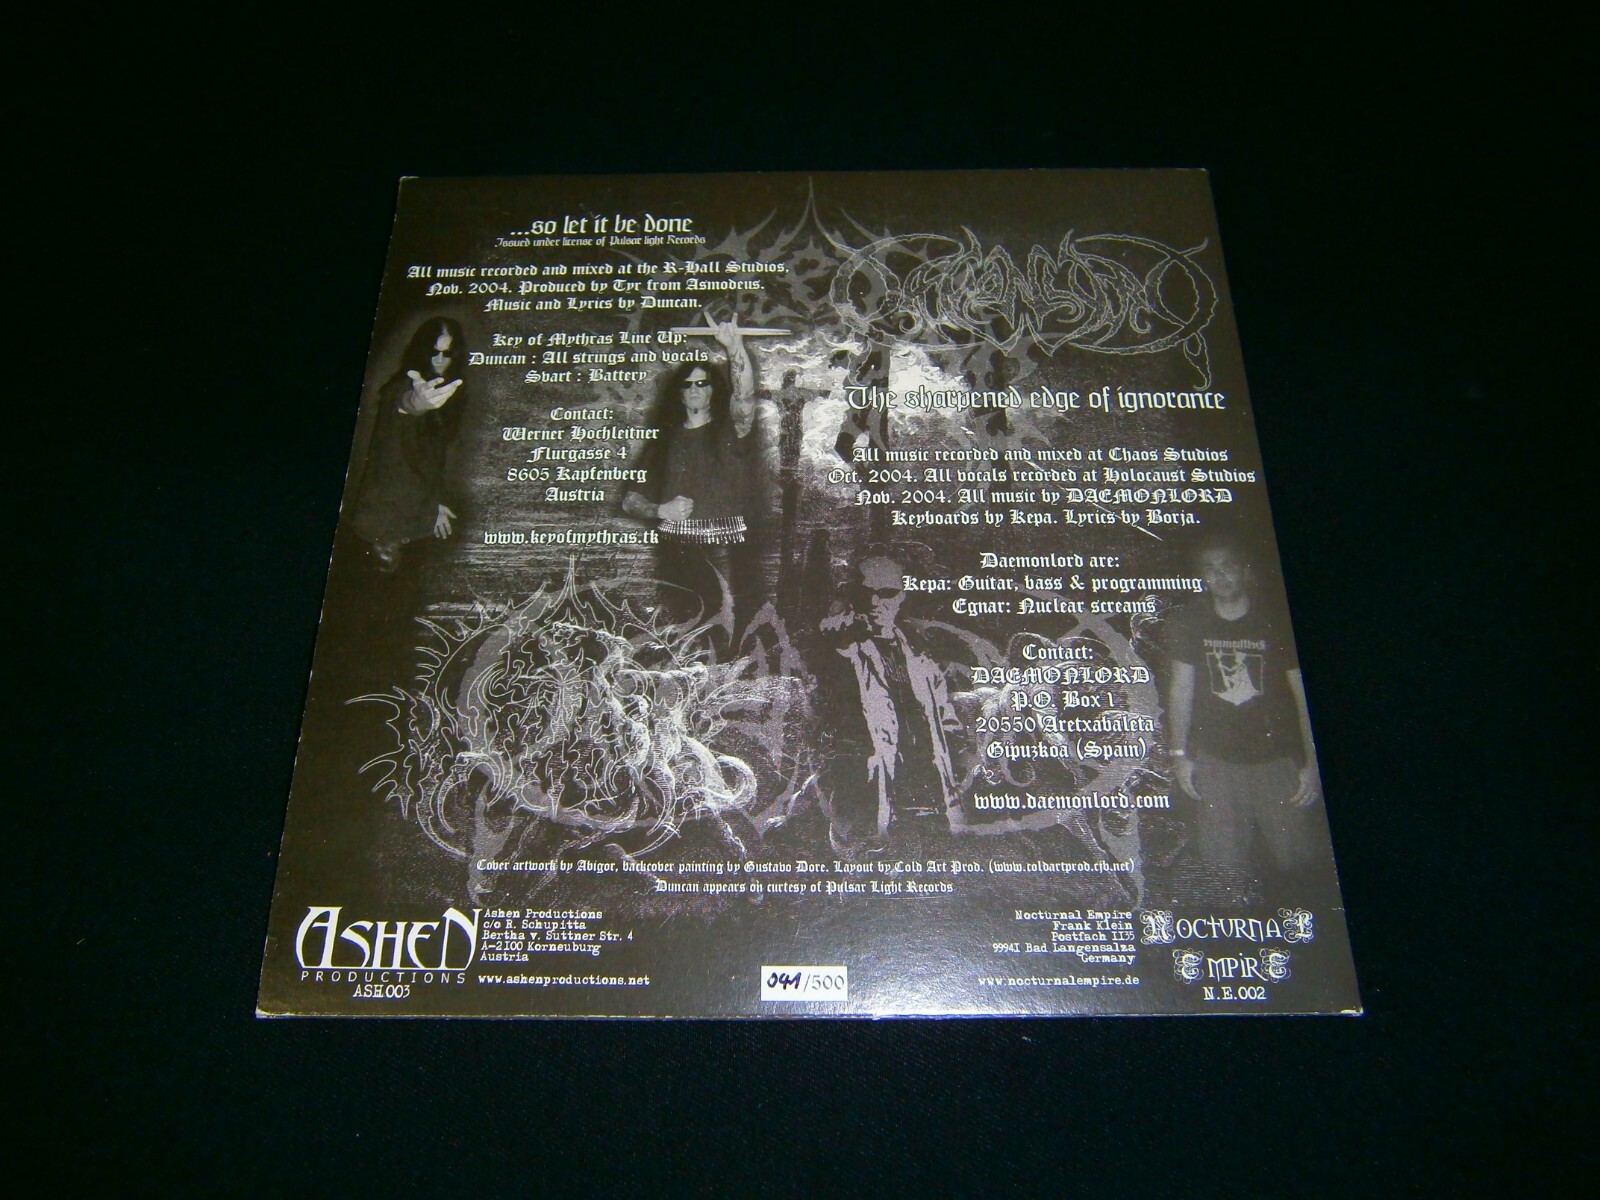 ...so let it be done
Issued under license of Pulsar light Records
All music recorded and mixed at the R-Hall Studios,
Nov. 2004. Produced by Tyr from Asmodeus.
Music and Lyrics by Duncan.
Key of Mythras Line Up:
Duncan : All strings and vocals
Svart : Battery
Contact:
Werner Hochleitner
Flurgasse 4
8605 Kapfenberg
Austria
www.keyofmythras.tk
The sharpened edge of ignorance
All music recorded and mixed at Chaos Studios
Oct. 2004. All vocals recorded at Holocaust Studios
Nov. 2004. All music by DAEMONLORD
Keyboards by Kepa. Lyrics by Borja.
Daemonlord are:
Kepa: Guitar, bass & programming
Egnar: Nuclear screams
Contact:
DAEMONLORD
P.O. Box 1
20550 Aretxabaleta
Gipuzkoa (Spain)
www.daemonlord.com
Cover artwork by Abigor, backcover painting by Gustavo Dore. Layout by Cold Art Prod. (www.coldartprod.cjb.net)
Duncan appears on curtesy of Pulsar Light Records
ASHEN
PRODUCTIONS
ASH.003
Ashen Productions
c/o R. Schupitta
Bertha v. Suttner Str. 4
A-2100 Korneuburg
Austria
www.ashenproductions.net
041/500
Nocturnal Empire
Frank Klein
Postfach 1135
99941 Bad Langensalza
Germany
www.nocturnalempire.de
NOCTURNAL
EMPIRE
N.E.002